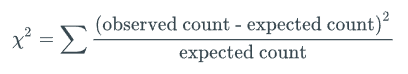 χ² = ∑ (observed count - expected count)² / expected count